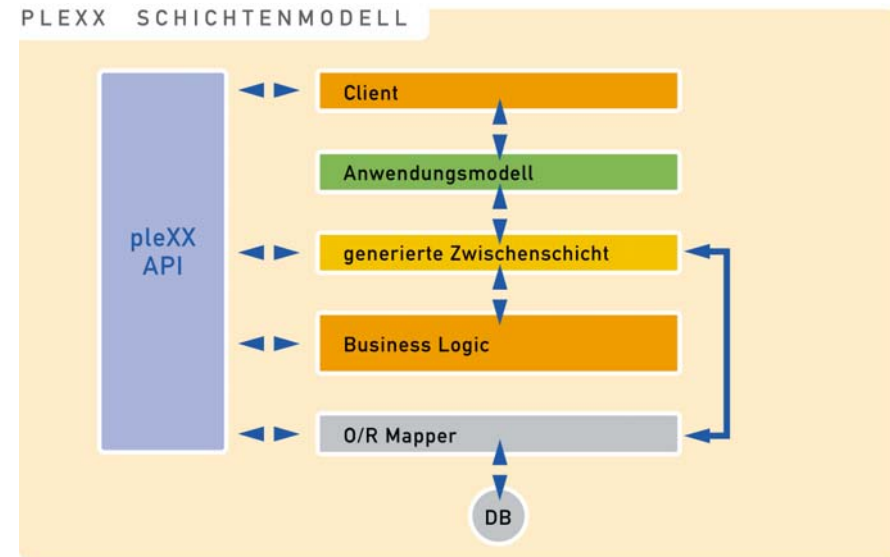 PLEXX SCHICHTENMODELL
Client
Anwendungsmodell
pleXX
API
generierte Zwischenschicht
Business Logic
O/R Mapper
DB